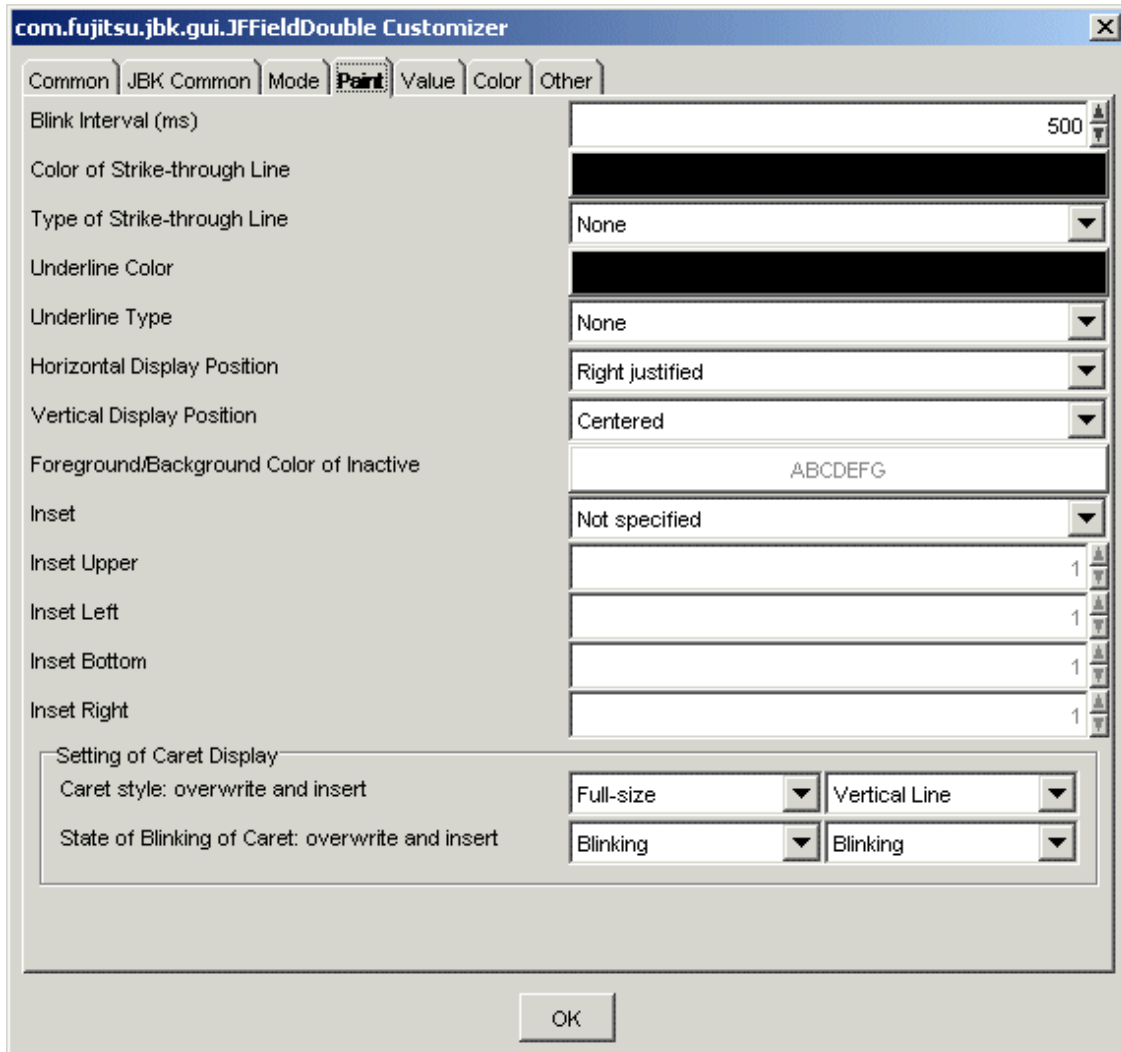 com.fujitsu.jbk.gui.JFFieldDouble Customizer
Common JBK Common Mode Paint Value Color Other
Blink Interval (ms) 500
Color of Strike-through Line
Type of Strike-through Line None
Underline Color
Underline Type None
Horizontal Display Position Right justified
Vertical Display Position Centered
Foreground/Background Color of Inactive ABCDEFG
Inset Not specified
Inset Upper 1
Inset Left 1
Inset Bottom 1
Inset Right 1
Setting of Caret Display
Caret style: overwrite and insert Full-size Vertical Line
State of Blinking of Caret: overwrite and insert Blinking Blinking
OK